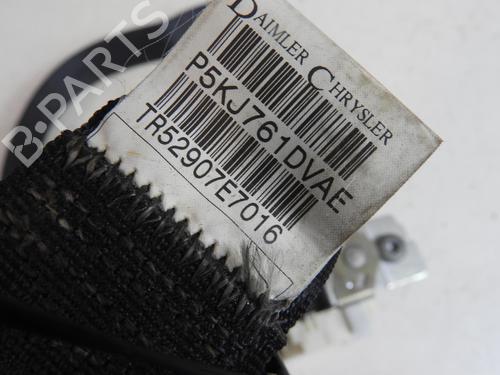 DAIMLER CHRYSLER
P5KJ761DVAE
TR52907E7016
B-PARTS